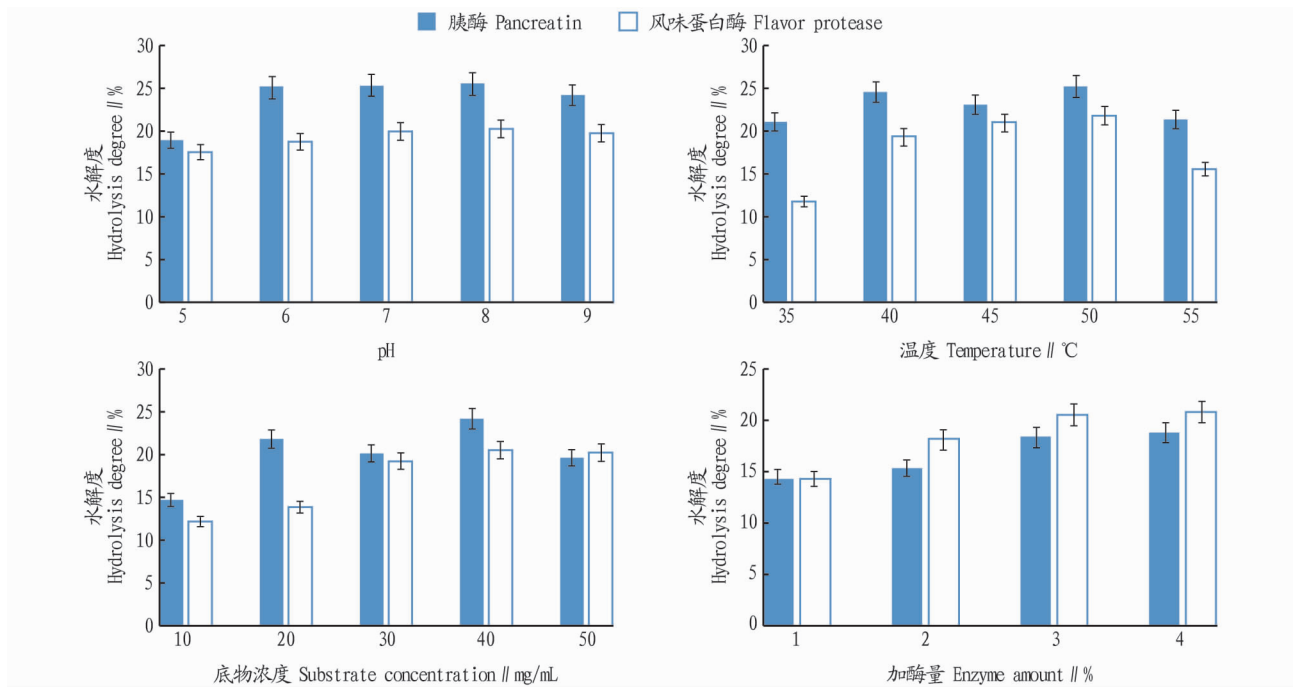 胰酶 Pancreatin
风味蛋白酶 Flavor protease
水解度
Hydrolysis degree∥%
30
25
20
15
10
5
0
5 6 7 8 9
pH
水解度
Hydrolysis degree∥%
30
25
20
15
10
5
0
35 40 45 50 55
温度 Temperature∥℃
水解度
Hydrolysis degree∥%
30
25
20
15
10
5
0
10 20 30 40 50
底物浓度 Substrate concentration∥mg/mL
水解度
Hydrolysis degree∥%
25
20
15
10
5
0
1 2 3 4
加酶量 Enzyme amount∥%